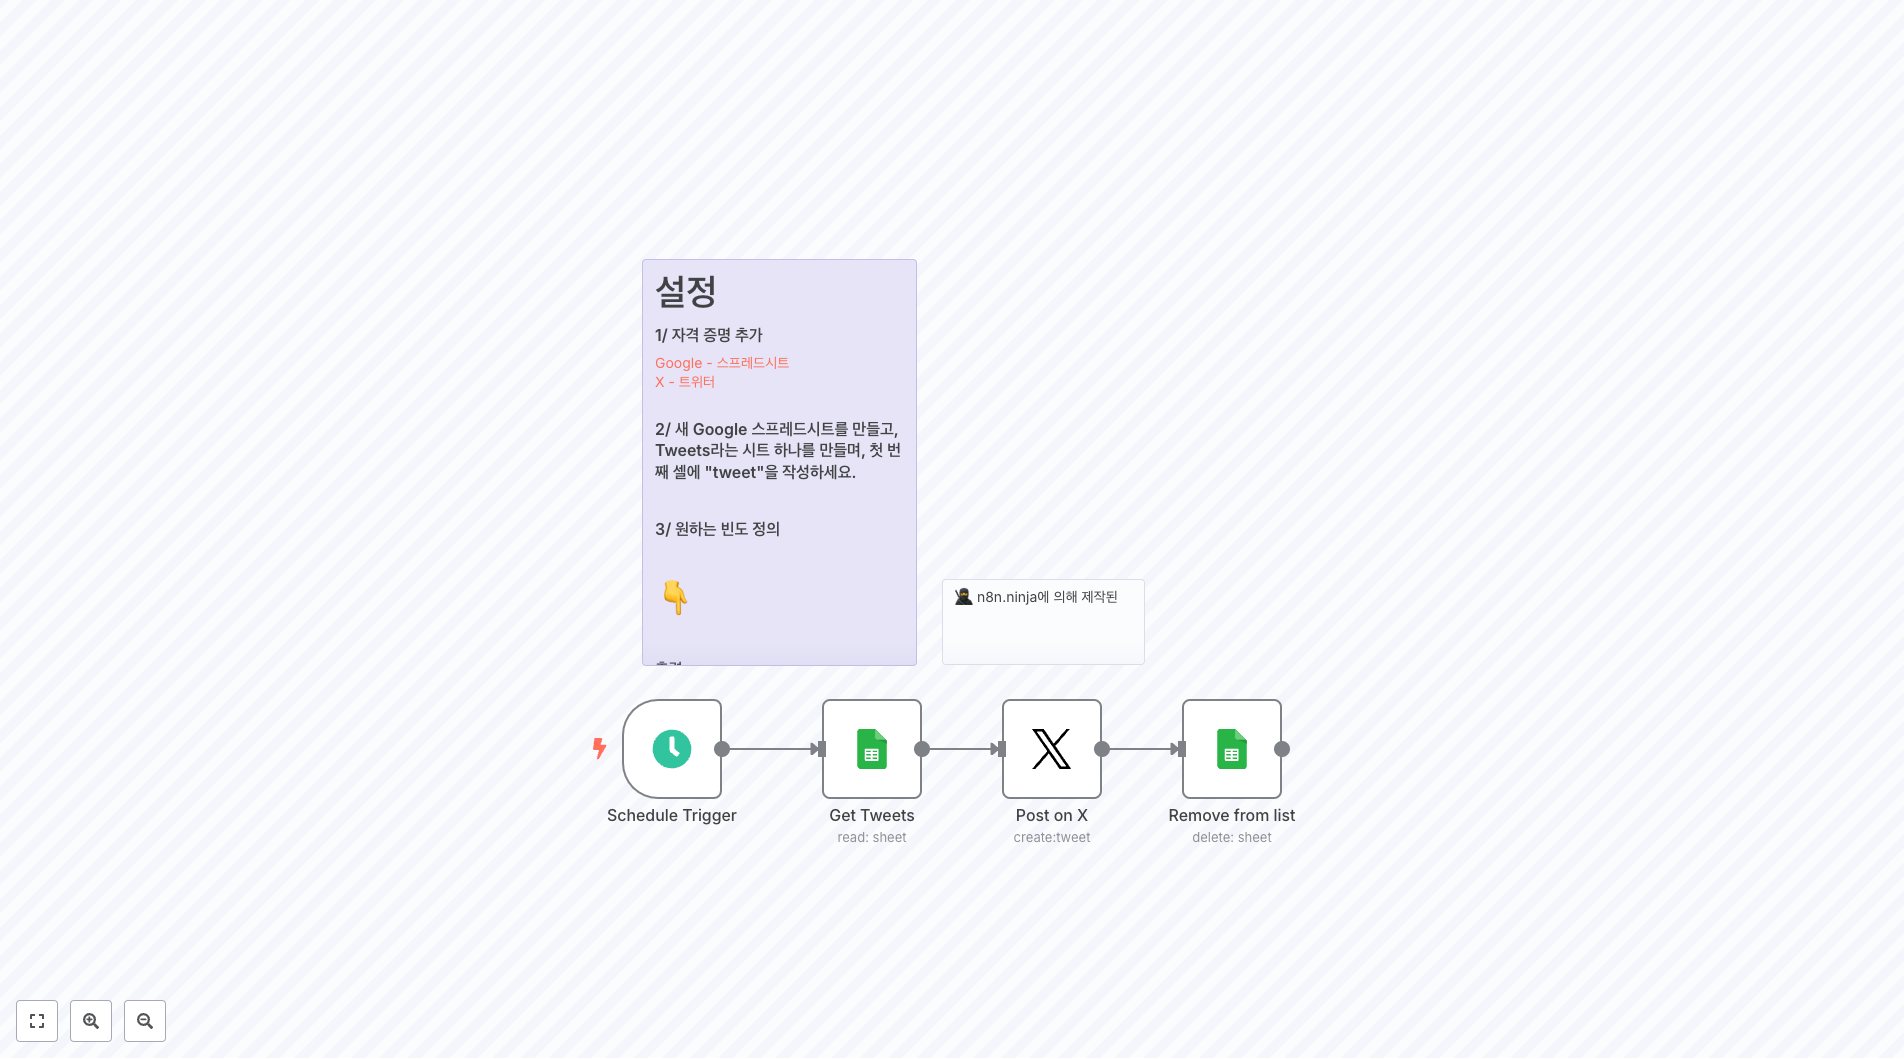 설정
1/ 자격 증명 추가
Google - 스프레드시트
X - 트위터
2/ 새 Google 스프레드시트를 만들고,
Tweets라는 시트 하나를 만들며, 첫 번
째 셀에 "tweet"을 작성하세요.
3/ 원하는 빈도 정의
n8n.ninja에 의해 제작된
Schedule Trigger
Get Tweets
read: sheet
Post on X
create:tweet
Remove from list
delete: sheet